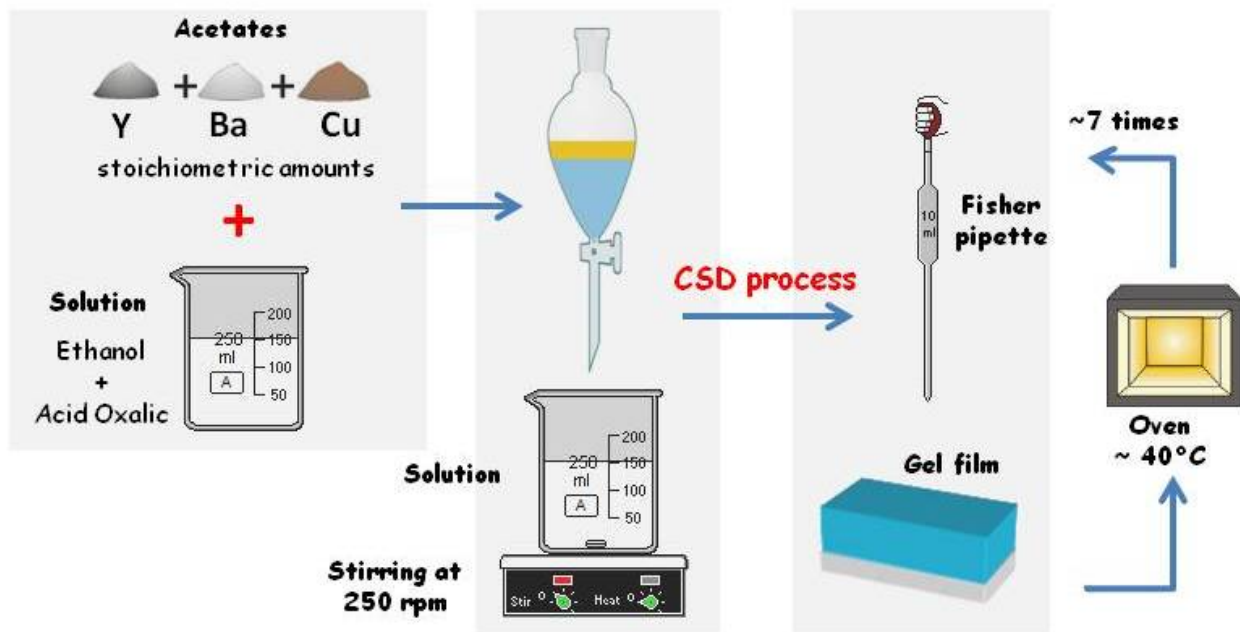 Acetates
+ +
Y Ba Cu
stoichiometric amounts
+
Solution
Ethanol
+
Acid Oxalic
200
250
150
ml
100
A
50
Solution
200
250
150
ml
100
A
50
Stirring at
250 rpm
Stir 0 Heat 0
CSD process
10
ml
Fisher
pipette
Gel film
~7 times
Oven
~ 40°C